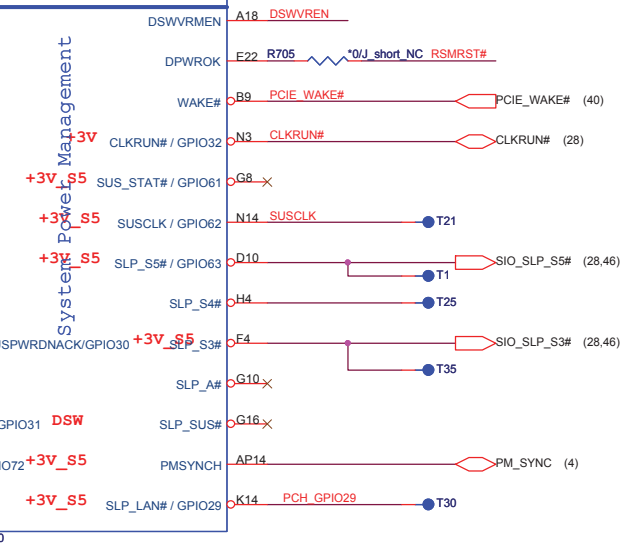 DSWVRMEN A18 DSWVREN
DPWROK E22 R705 *0/J_short_NC RSMRST#
WAKE# B9 PCIE_WAKE# PCIE_WAKE# (40)
+3V CLKRUN# / GPIO32 N3 CLKRUN# CLKRUN# (28)
+3V_S5 SUS_STAT# / GPIO61 G8
+3V_S5 SUSCLK / GPIO62 N14 SUSCLK T21
+3V_S5 SLP_S5# / GPIO63 D10 SIO_SLP_S5# (28,46)
T1
SLP_S4# H4 T25
USPWRDNACK/GPIO30 +3V_S5 SLP_S3# F4 SIO_SLP_S3# (28,46)
T35
SLP_A# G10
GPIO31 DSW SLP_SUS# G16
IO72 +3V_S5 PMSYNCH AP14 PM_SYNC (4)
+3V_S5 SLP_LAN# / GPIO29 K14 PCH_GPIO29 T30
System Power Management